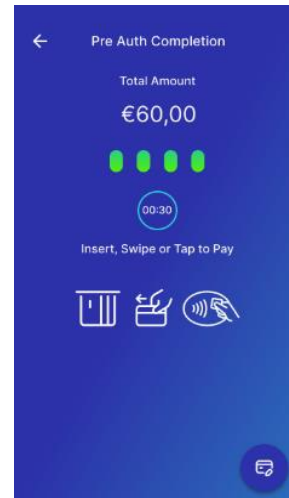 Pre Auth Completion
Total Amount
€60,00
00:30
Insert, Swipe or Tap to Pay